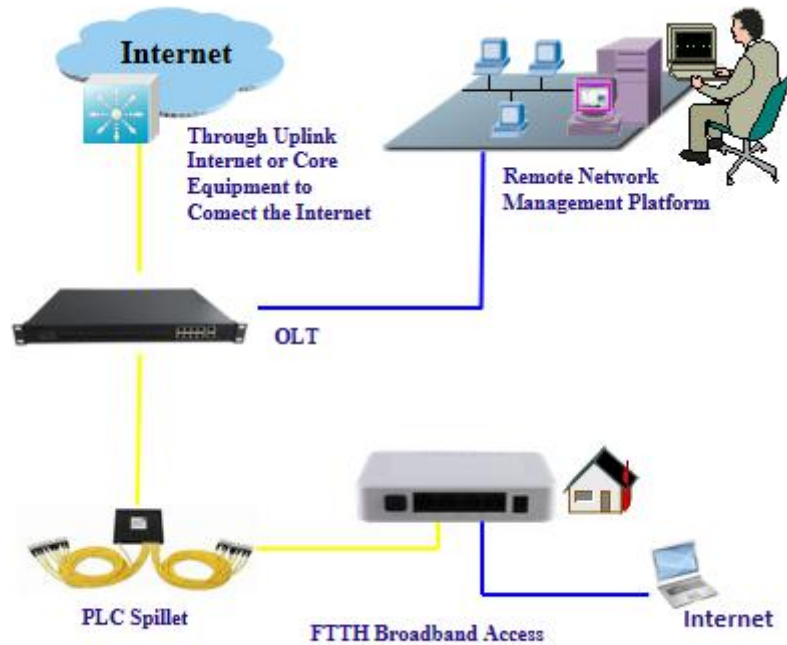 Internet
Through Uplink
Internet or Core
Equipment to
Comect the Internet
Remote Network
Management Platform
OLT
PLC Spillet
FTTH Broadband Access
Internet